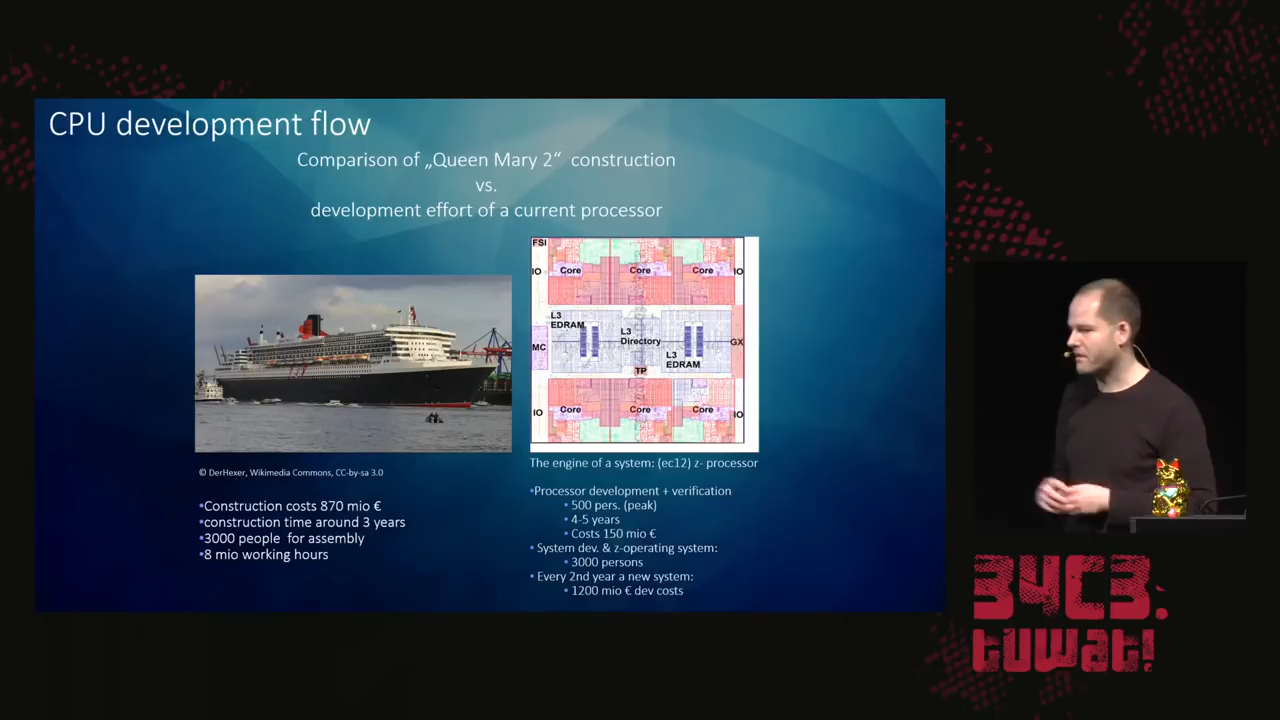 CPU development flow
Comparison of „Queen Mary 2“ construction
vs.
development effort of a current processor
FSI
IO
Core
Core
Core
IO
L3
EDRAM
L3
Directory
MC
GX
L3
EDRAM
TP
IO
Core
Core
Core
IO
© DerHexer, Wikimedia Commons, CC-by-sa 3.0
•Construction costs 870 mio €
•construction time around 3 years
•3000 people for assembly
•8 mio working hours
The engine of a system: (ec12) z- processor
•Processor development + verification
• 500 pers. (peak)
• 4-5 years
• Costs 150 mio €
• System dev. & z-operating system:
• 3000 persons
• Every 2nd year a new system:
• 1200 mio € dev costs
34C3.
tuwat!